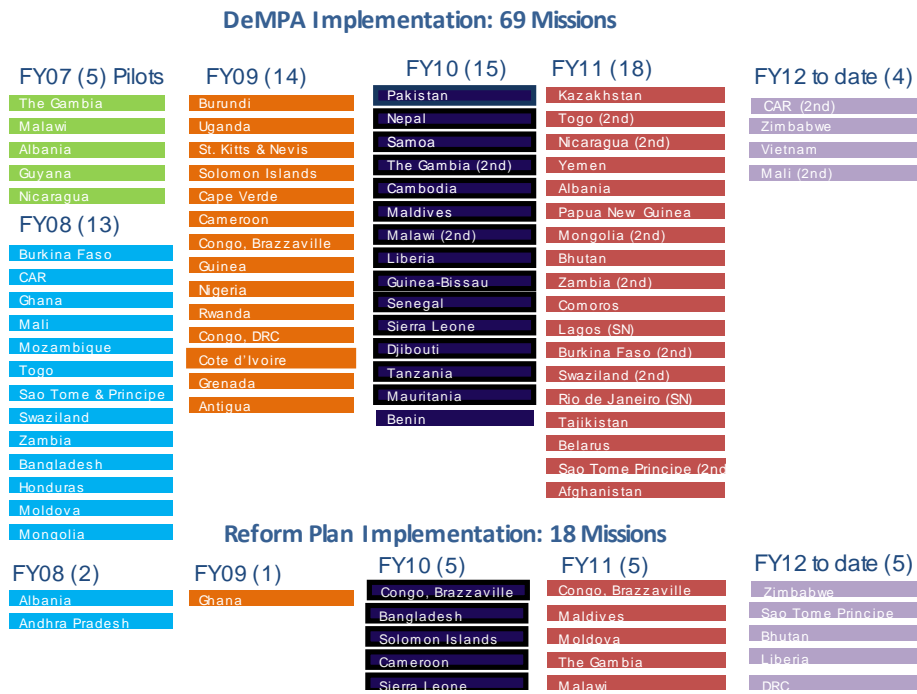 DeMPA Implementation: 69 Missions
FY07 (5) Pilots
The Gambia
Malawi
Albania
Guyana
Nicaragua
FY08 (13)
Burkina Faso
CAR
Ghana
Mali
Mozambique
Togo
Sao Tome & Principe
Swaziland
Zambia
Bangladesh
Honduras
Moldova
Mongolia
FY09 (14)
Burundi
Uganda
St. Kitts & Nevis
Solomon Islands
Cape Verde
Cameroon
Congo, Brazzaville
Guinea
Nigeria
Rwanda
Congo, DRC
Cote d'Ivoire
Grenada
Antigua
FY10 (15)
Pakistan
Nepal
Samoa
The Gambia (2nd)
Cambodia
Maldives
Malawi (2nd)
Liberia
Guinea-Bissau
Senegal
Sierra Leone
Djibouti
Tanzania
Mauritania
Benin
FY11 (18)
Kazakhstan
Togo (2nd)
Nicaragua (2nd)
Yemen
Albania
Papua New Guinea
Mongolia (2nd)
Bhutan
Zambia (2nd)
Comoros
Lagos (SN)
Burkina Faso (2nd)
Swaziland (2nd)
Rio de Janeiro (SN)
Tajikistan
Belarus
Sao Tome Principe (2nd
Afghanistan
FY12 to date (4)
CAR (2nd)
Zimbabwe
Vietnam
Mali (2nd)
Reform Plan Implementation: 18 Missions
FY08 (2)
Albania
Andhra Pradesh
FY09 (1)
Ghana
FY10 (5)
Congo, Brazzaville
Bangladesh
Solomon Islands
Cameroon
Sierra Leone
FY11 (5)
Congo, Brazzaville
Maldives
Moldova
The Gambia
Malawi
FY12 to date (5)
Zimbabwe
Sao Tome Principe
Bhutan
Liberia
DRC